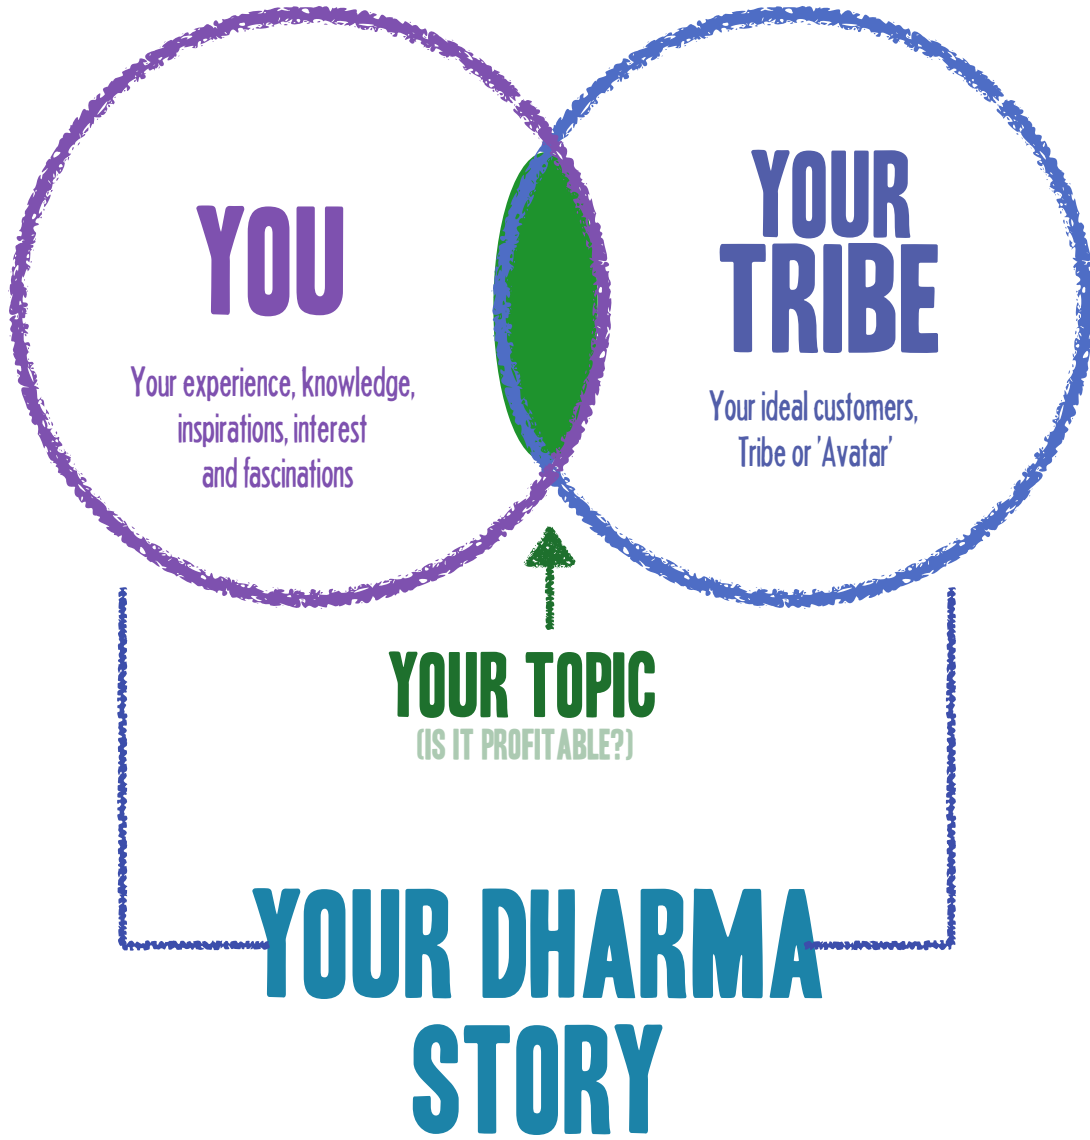 YOU
Your experience, knowledge,
inspirations, interest
and fascinations
YOUR
TRIBE
Your ideal customers,
Tribe or 'Avatar'
YOUR TOPIC
(IS IT PROFITABLE?)
YOUR DHARMA
STORY